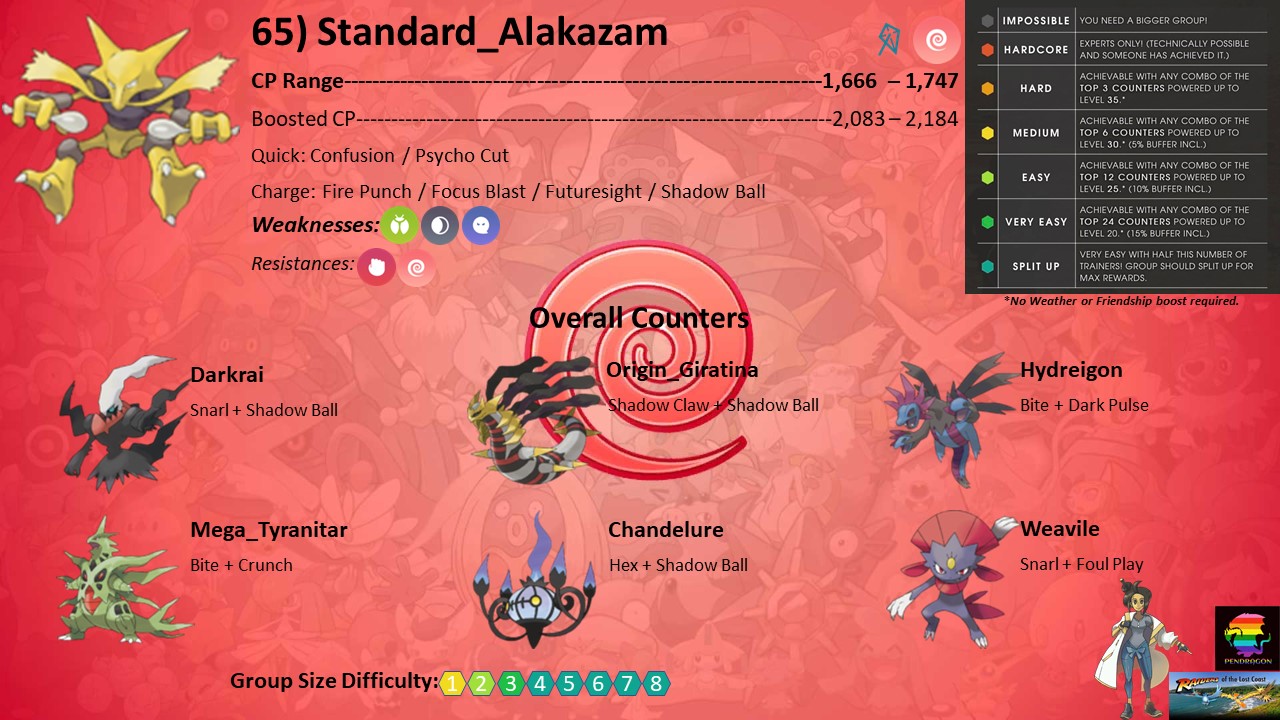 65) Standard_Alakazam
CP Range--------------------------------------------------------------------1,666 – 1,747
Boosted CP--------------------------------------------------------------------2,083 – 2,184
Quick: Confusion / Psycho Cut
Charge: Fire Punch / Focus Blast / Futuresight / Shadow Ball
Weaknesses:
Resistances:
IMPOSSIBLE YOU NEED A BIGGER GROUP!
HARDCORE EXPERTS ONLY! (TECHNICALLY POSSIBLE
AND SOMEONE HAS ACHIEVED IT.)
HARD ACHIEVABLE WITH ANY COMBO OF THE
TOP 3 COUNTERS POWERED UP TO
LEVEL 35.*
MEDIUM ACHIEVABLE WITH ANY COMBO OF THE
TOP 6 COUNTERS POWERED UP TO
LEVEL 30.* (5% BUFFER INCL.)
EASY ACHIEVABLE WITH ANY COMBO OF THE
TOP 12 COUNTERS POWERED UP TO
LEVEL 25.* (10% BUFFER INCL.)
VERY EASY ACHIEVABLE WITH ANY COMBO OF THE
TOP 24 COUNTERS POWERED UP TO
LEVEL 20.* (15% BUFFER INCL.)
SPLIT UP VERY EASY WITH HALF THIS NUMBER OF
TRAINERS! GROUP SHOULD SPLIT UP FOR
MAX REWARDS.
*No Weather or Friendship boost required.
Overall Counters
Darkrai
Snarl + Shadow Ball
Origin_Giratina
Shadow Claw + Shadow Ball
Hydreigon
Bite + Dark Pulse
Mega_Tyranitar
Bite + Crunch
Chandelure
Hex + Shadow Ball
Weavile
Snarl + Foul Play
Group Size Difficulty: 1 2 3 4 5 6 7 8
PENDRAGON
RAIDERS of the Lost Coast